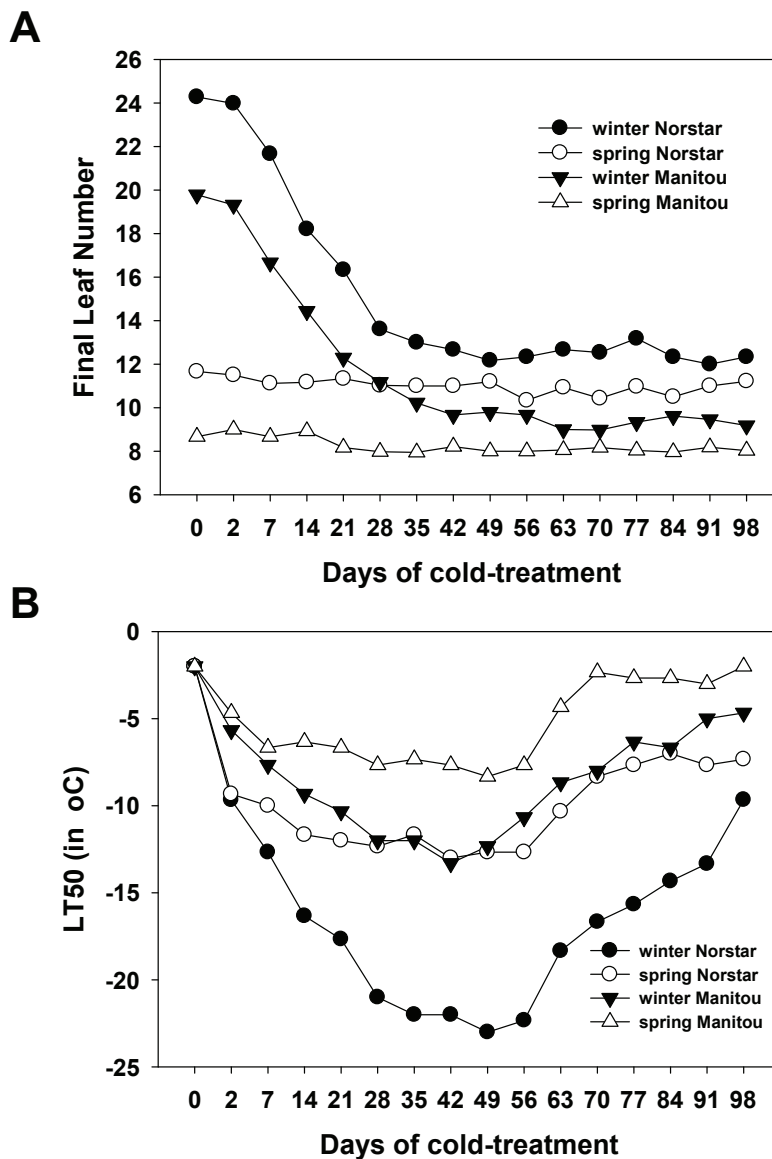 A
Final Leaf Number
26
24
22
20
18
16
14
12
10
8
6
winter Norstar
spring Norstar
winter Manitou
spring Manitou
0 2 7 14 21 28 35 42 49 56 63 70 77 84 91 98
Days of cold-treatment
B
LT50 (in oC)
0
-5
-10
-15
-20
-25
winter Norstar
spring Norstar
winter Manitou
spring Manitou
0 2 7 14 21 28 35 42 49 56 63 70 77 84 91 98
Days of cold-treatment